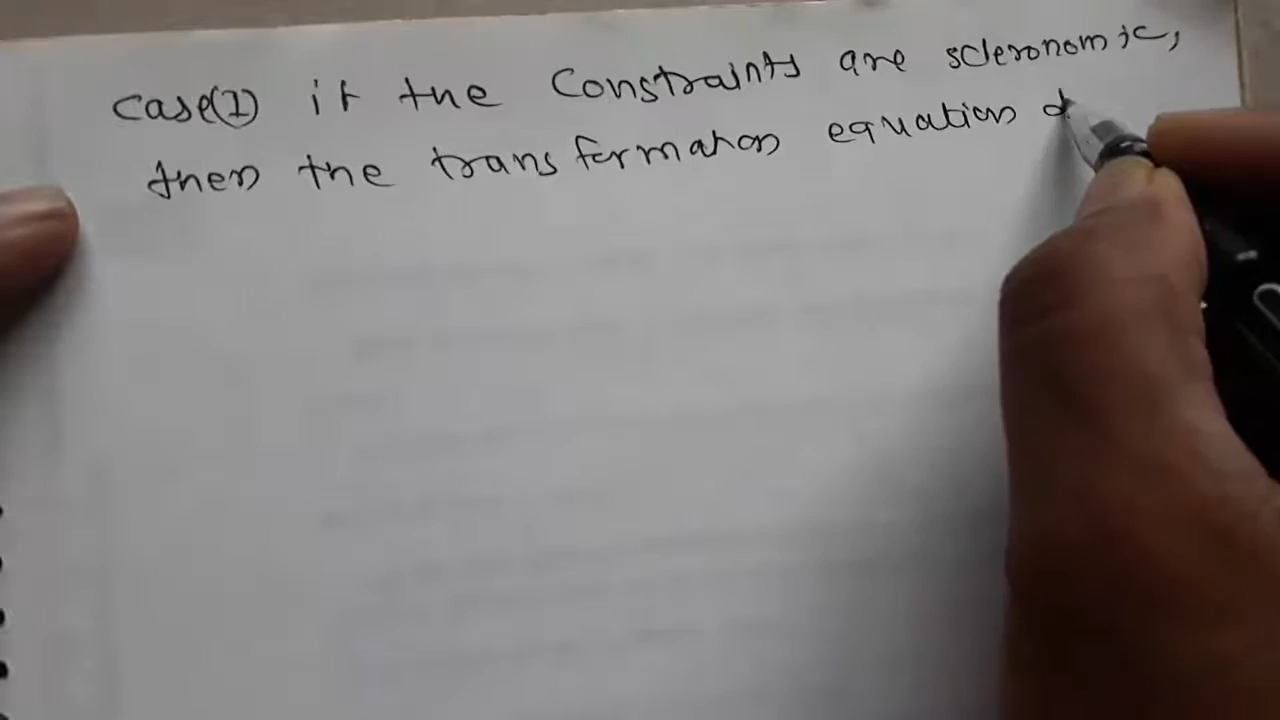 case(I) if the Constraints are scleronomic,
then the transformation equation d